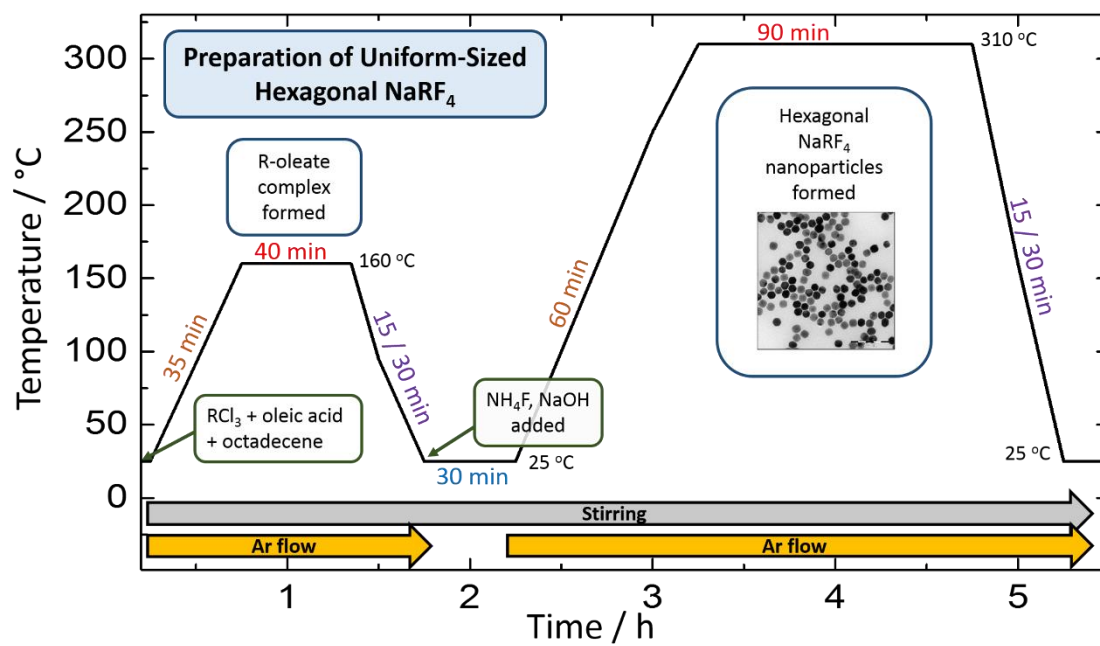 Preparation of Uniform-Sized
Hexagonal NaRF₄
90 min
310 °C
Hexagonal
NaRF₄
nanoparticles
formed
R-oleate
complex
formed
40 min
160 °C
35 min
15 / 30 min
60 min
15 / 30 min
RCl₃ + oleic acid
+ octadecene
NH₄F, NaOH
added
30 min
25 °C
25 °C
Stirring
Ar flow
Ar flow
Temperature / °C
300
250
200
150
100
50
0
1
2
3
4
5
Time / h